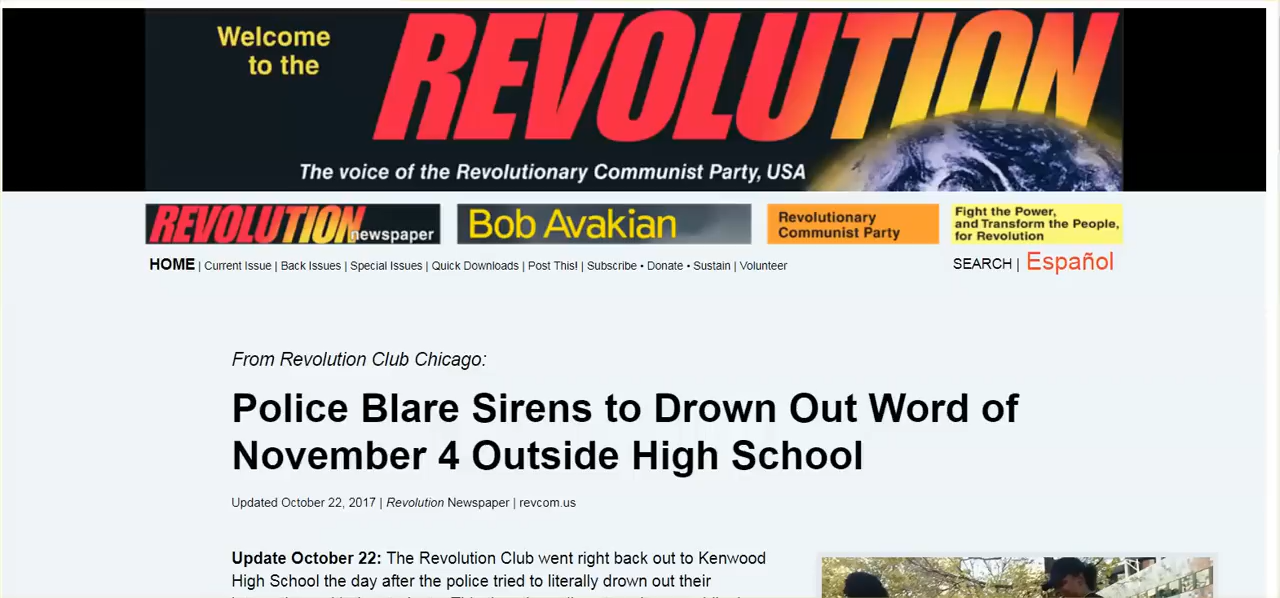 Welcome
to the
REVOLUTION
The voice of the Revolutionary Communist Party, USA
REVOLUTION newspaper
Bob Avakian
Revolutionary
Communist Party
Fight the Power,
and Transform the People,
for Revolution
HOME | Current Issue | Back Issues | Special Issues | Quick Downloads | Post This! | Subscribe • Donate • Sustain | Volunteer
SEARCH | Español
From Revolution Club Chicago:
Police Blare Sirens to Drown Out Word of
November 4 Outside High School
Updated October 22, 2017 | Revolution Newspaper | revcom.us
Update October 22: The Revolution Club went right back out to Kenwood
High School the day after the police tried to literally drown out their